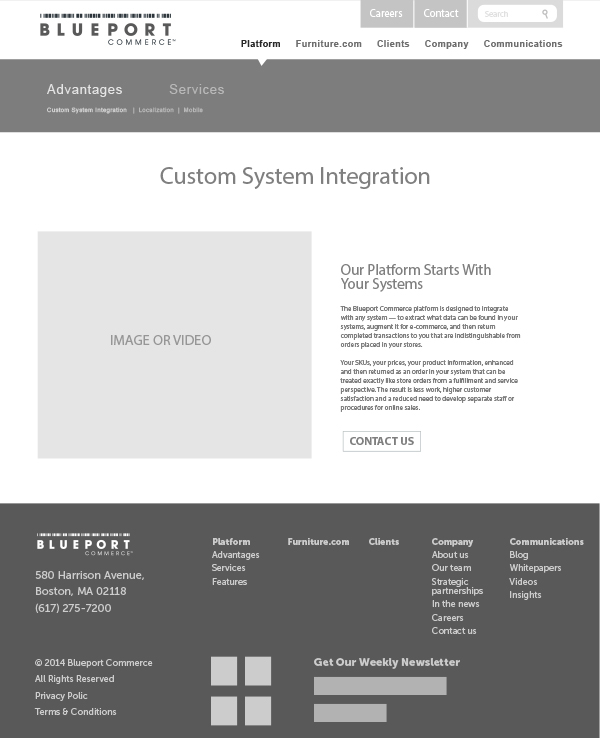 Careers
Contact
Search
BLUEPORT
COMMERCE™
Platform
Furniture.com
Clients
Company
Communications
Advantages
Services
Custom System Integration | Localization | Mobile
Custom System Integration
IMAGE OR VIDEO
Our Platform Starts With
Your Systems
The Blueport Commerce platform is designed to integrate
with any system — to extract what data can be found in your
systems, augment it for e-commerce, and then return
completed transactions to you that are indistinguishable from
orders placed in your stores.
Your SKUs, your prices, your product information, enhanced
and then returned as an order in your system that can be
treated exactly like store orders from a fulfillment and service
perspective. The result is less work, higher customer
satisfaction and a reduced need to develop separate staff or
procedures for online sales.
CONTACT US
BLUEPORT
COMMERCE™
580 Harrison Avenue,
Boston, MA 02118
(617) 275-7200
Platform
Advantages
Services
Features
Furniture.com
Clients
Company
About us
Our team
Strategic
partnerships
In the news
Careers
Contact us
Communications
Blog
Whitepapers
Videos
Insights
© 2014 Blueport Commerce
All Rights Reserved
Privacy Polic
Terms & Conditions
Get Our Weekly Newsletter